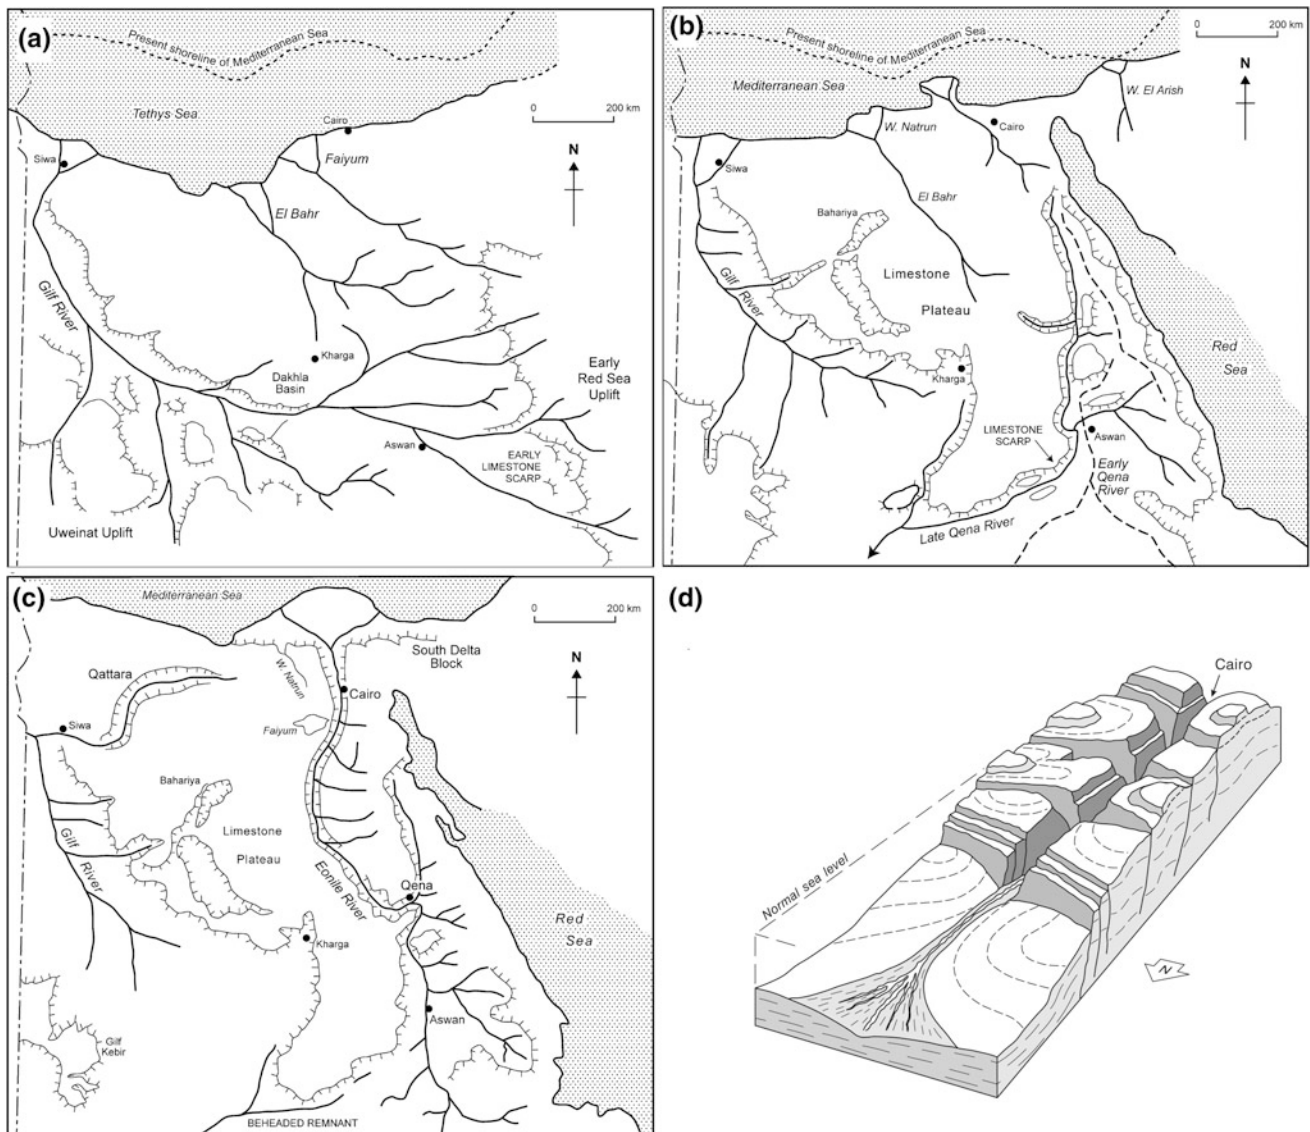 (a)
Present shoreline of Mediterranean Sea
Tethys Sea
Cairo
0
200 km
Siwa
Faiyum
N
El Bahr
Gilf River
Kharga
Dakhla
Basin
Early
Red Sea
Uplift
Aswan
EARLY
LIMESTONE
SCARP
Uweinat Uplift
(b)
0
200 km
Present shoreline of Mediterranean Sea
Mediterranean Sea
N
W. El Arish
W. Natrun
Cairo
Siwa
El Bahr
Bahariya
Limestone
Plateau
Gilf
River
Red
Sea
Kharga
LIMESTONE
SCARP
Aswan
Early
Qena
River
Late Qena River
(c)
Mediterranean Sea
0
200 km
South Delta
Block
N
W. Natrun
Qattara
Cairo
Siwa
Faiyum
Bahariya
Limestone
Plateau
Gilf
River
Eonile River
Qena
Red
Sea
Kharga
Aswan
Gilf
Kebir
BEHEADED REMNANT
(d)
Cairo
Normal sea level
N